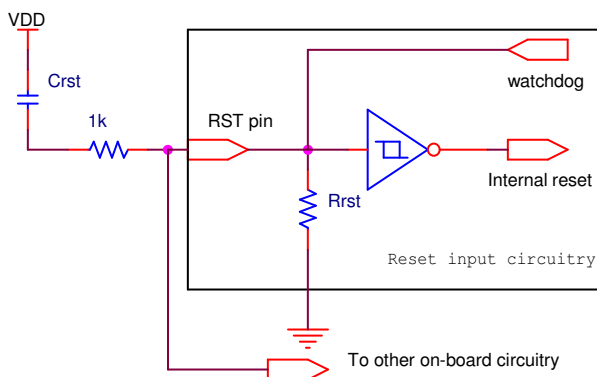 VDD
Crst
1k
RST pin
watchdog
Internal reset
Rrst
Reset input circuitry
To other on-board circuitry